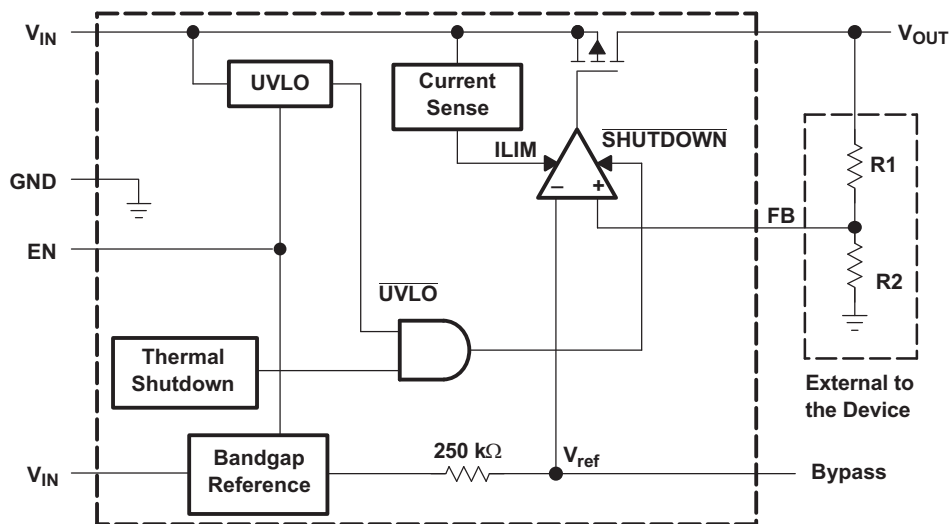 V_IN
V_OUT
UVLO
Current
Sense
SHUTDOWN
ILIM
R1
GND
− +
FB
EN
R2
UVLO
Thermal
Shutdown
External to
the Device
250 kΩ
V_ref
V_IN
Bandgap
Reference
Bypass